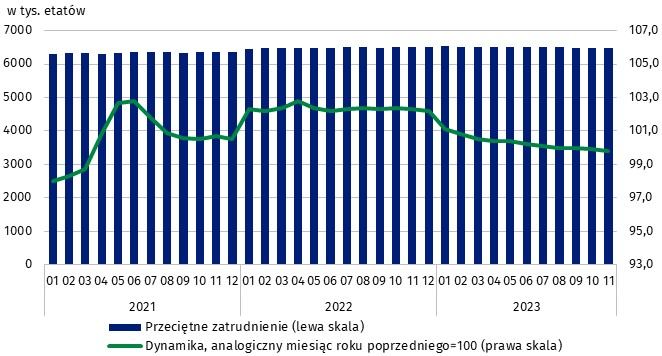 w tys. etatów
7000 107,0
6000 105,0
5000 103,0
4000 101,0
3000 99,0
2000 97,0
1000 95,0
0 93,0
01 02 03 04 05 06 07 08 09 10 11 12 01 02 03 04 05 06 07 08 09 10 11 12 01 02 03 04 05 06 07 08 09 10 11
2021 2022 2023
Przeciętne zatrudnienie (lewa skala)
Dynamika, analogiczny miesiąc roku poprzedniego=100 (prawa skala)